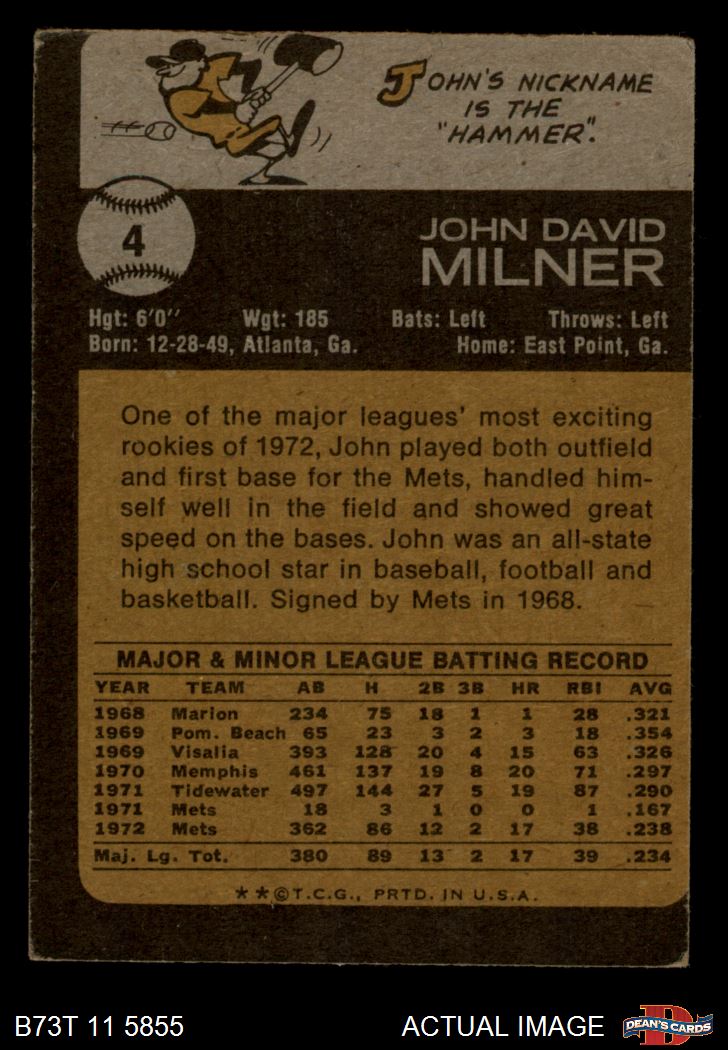 JOHN'S NICKNAME
IS THE
"HAMMER".
4
JOHN DAVID
MILNER
Hgt: 6'0" Wgt: 185 Bats: Left Throws: Left
Born: 12-28-49, Atlanta, Ga. Home: East Point, Ga.
One of the major leagues' most exciting
rookies of 1972, John played both outfield
and first base for the Mets, handled him-
self well in the field and showed great
speed on the bases. John was an all-state
high school star in baseball, football and
basketball. Signed by Mets in 1968.
MAJOR & MINOR LEAGUE BATTING RECORD
YEAR TEAM AB H 2B 3B HR RBI AVG
1968 Marion 234 75 18 1 1 28 .321
1969 Pom. Beach 65 23 3 2 3 18 .354
1969 Visalia 393 128 20 4 15 63 .326
1970 Memphis 461 137 19 8 20 71 .297
1971 Tidewater 497 144 27 5 19 87 .290
1971 Mets 18 3 1 0 0 1 .167
1972 Mets 362 86 12 2 17 38 .238
Maj. Lg. Tot. 380 89 13 2 17 39 .234
★★©T.C.G., PRTD. IN U.S.A.
B73T 11 5855 ACTUAL IMAGE D DEAN'S CARDS